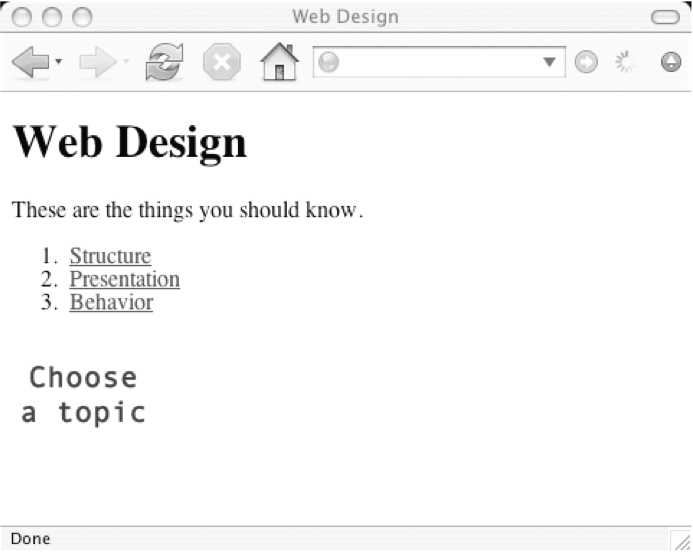 Web Design
Web Design
These are the things you should know.
1. Structure
2. Presentation
3. Behavior
Choose
a topic
Done